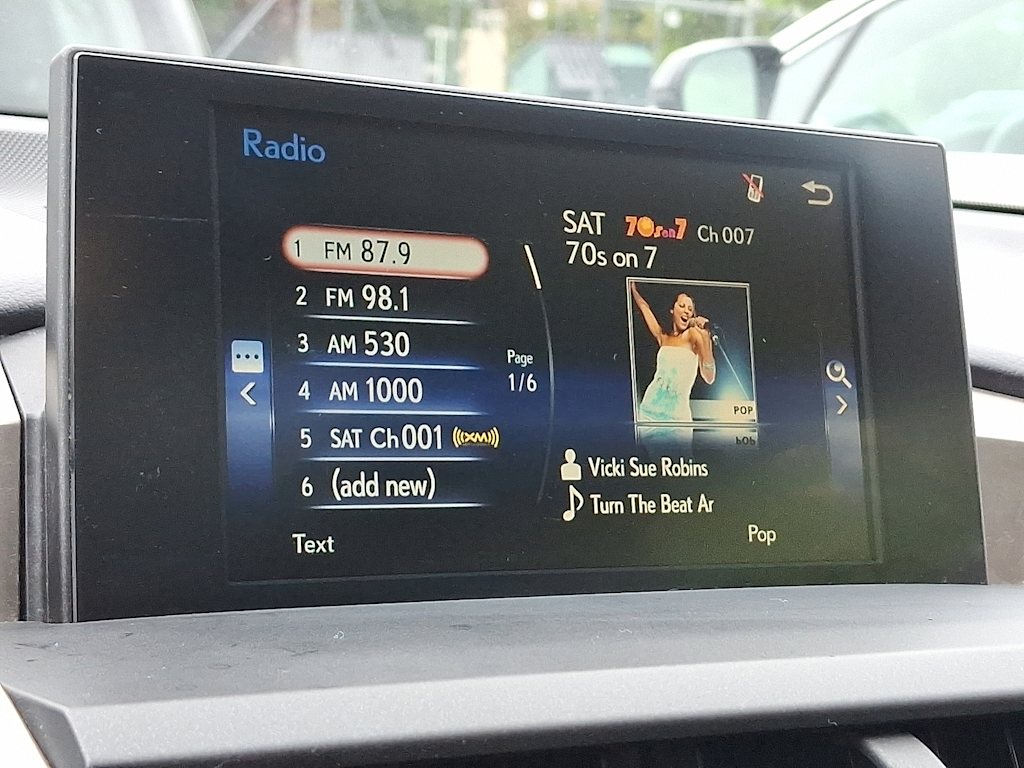 Radio
1 FM 87.9
2 FM 98.1
3 AM 530
4 AM 1000
5 SAT Ch 001 ((XM))
6 (add new)
Page
1/6
Text
SAT 70s on 7 Ch 007
70s on 7
POP
Vicki Sue Robins
Turn The Beat Ar
Pop